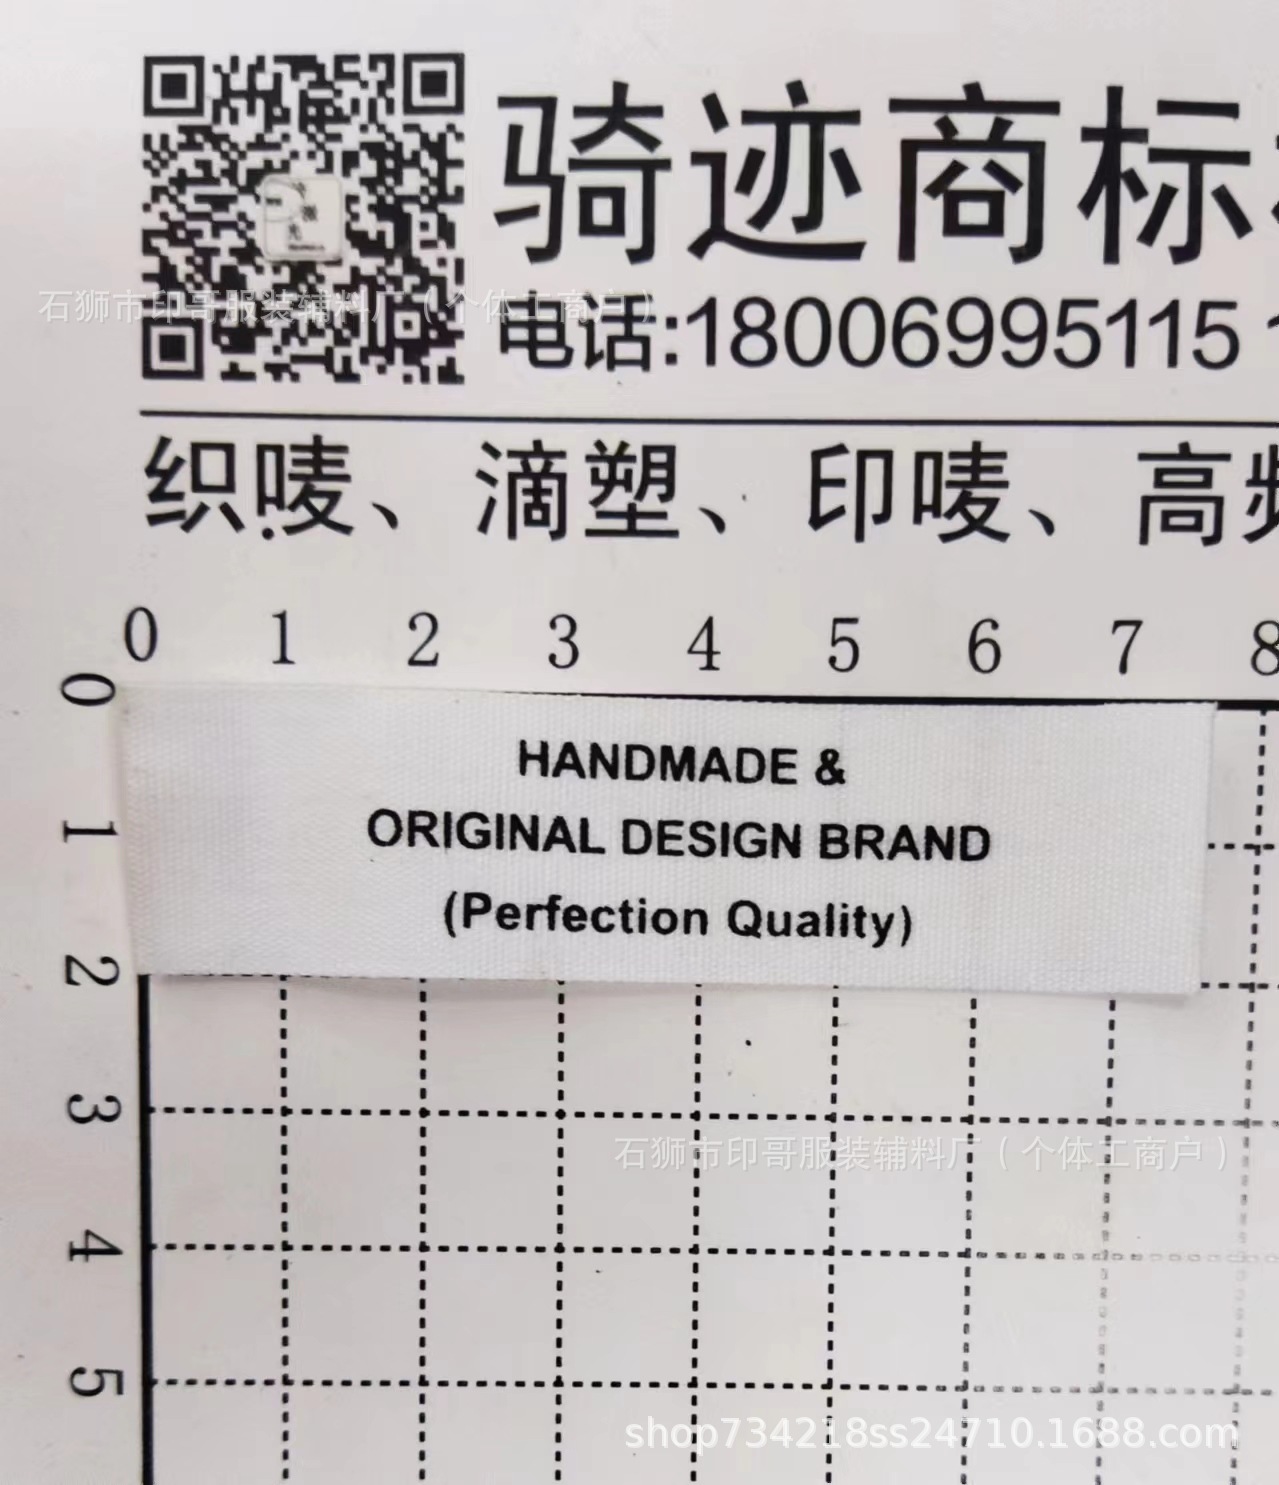 骑迹商标
石狮市印哥服装辅料厂（个体工商户）
电话:18006995115
织唛、滴塑、印唛、高频
0 1 2 3 4 5 6 7 8
0
HANDMADE &
1
ORIGINAL DESIGN BRAND
(Perfection Quality)
2
3
石狮市印哥服装辅料厂（个体工商户）
4
5
shop734218ss24710.1688.com